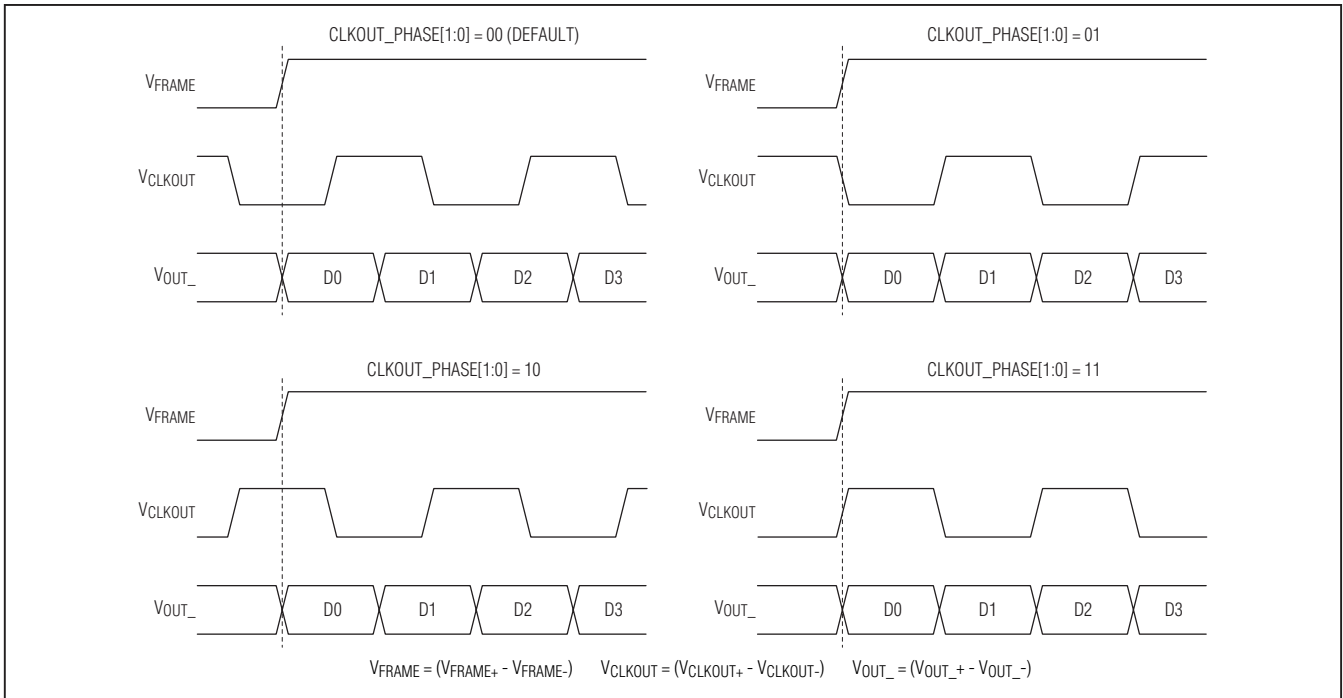 CLKOUT_PHASE[1:0] = 00 (DEFAULT)
VFRAME
VCLKOUT
VOUT_
D0 D1 D2 D3
CLKOUT_PHASE[1:0] = 01
VFRAME
VCLKOUT
VOUT_
D0 D1 D2 D3
CLKOUT_PHASE[1:0] = 10
VFRAME
VCLKOUT
VOUT_
D0 D1 D2 D3
CLKOUT_PHASE[1:0] = 11
VFRAME
VCLKOUT
VOUT_
D0 D1 D2 D3
VFRAME = (VFRAME+ - VFRAME-) VCLKOUT = (VCLKOUT+ - VCLKOUT-) VOUT_ = (VOUT_+ - VOUT_-)